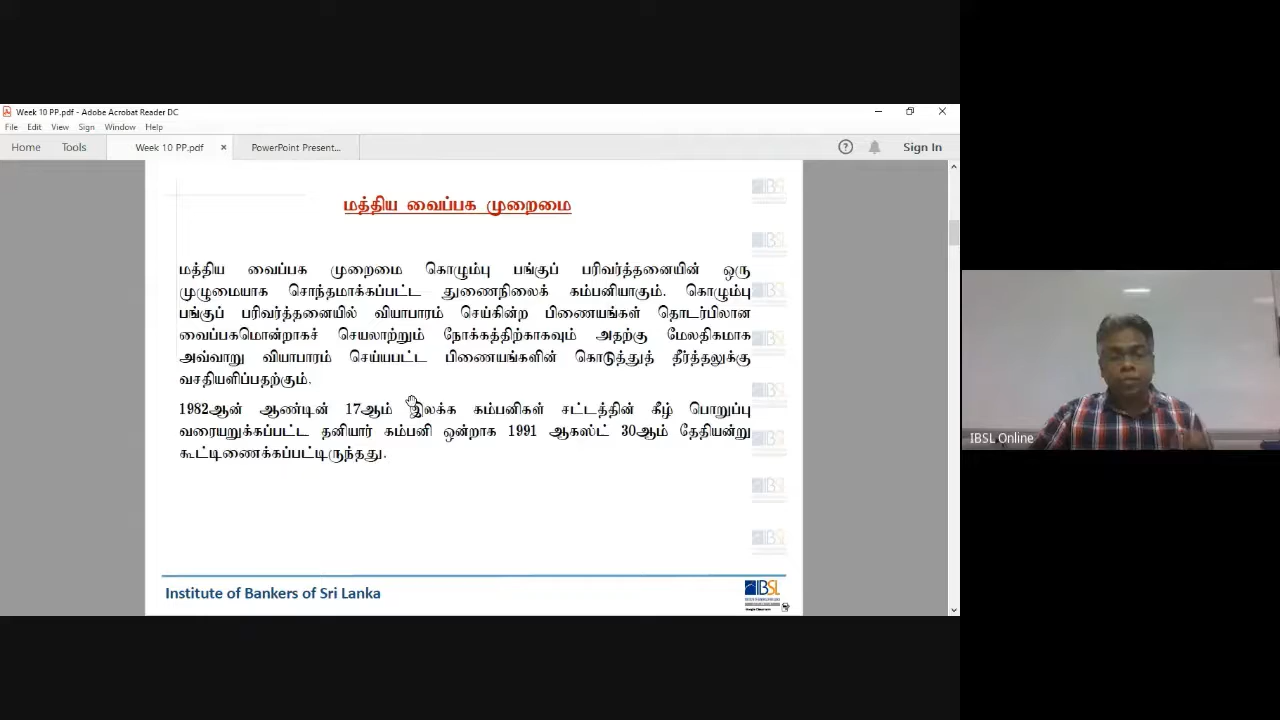 Week 10 PP.pdf - Adobe Acrobat Reader DC
File Edit View Sign Window Help
Home Tools Week 10 PP.pdf × PowerPoint Present... Sign In
மத்திய வைப்பக முறைமை
மத்திய வைப்பக முறைமை கொழும்பு பங்குப் பரிவர்த்தனையின் ஒரு
முழுமையாக சொந்தமாக்கப்பட்ட துணைநிலைக் கம்பனியாகும். கொழும்பு
பங்குப் பரிவர்த்தனையில் வியாபாரம் செய்கின்ற பிணையங்கள் தொடர்பிலான
வைப்பகமொன்றாகச் செயலாற்றும் நோக்கத்திற்காகவும் அதற்கு மேலதிகமாக
அவ்வாறு வியாபாரம் செய்யபட்ட பிணையங்களின் கொடுத்துத் தீர்த்தலுக்கு
வசதியளிப்பதற்கும்.
1982ஆன் ஆண்டின் 17ஆம் இலக்க கம்பனிகள் சட்டத்தின் கீழ் பொறுப்பு
வரையறுக்கப்பட்ட தனியார் கம்பனி ஒன்றாக 1991 ஆகஸ்ட் 30ஆம் தேதியன்று
கூட்டிணைக்கப்பட்டிருந்தது.
Institute of Bankers of Sri Lanka
IBSL
IBSL Online